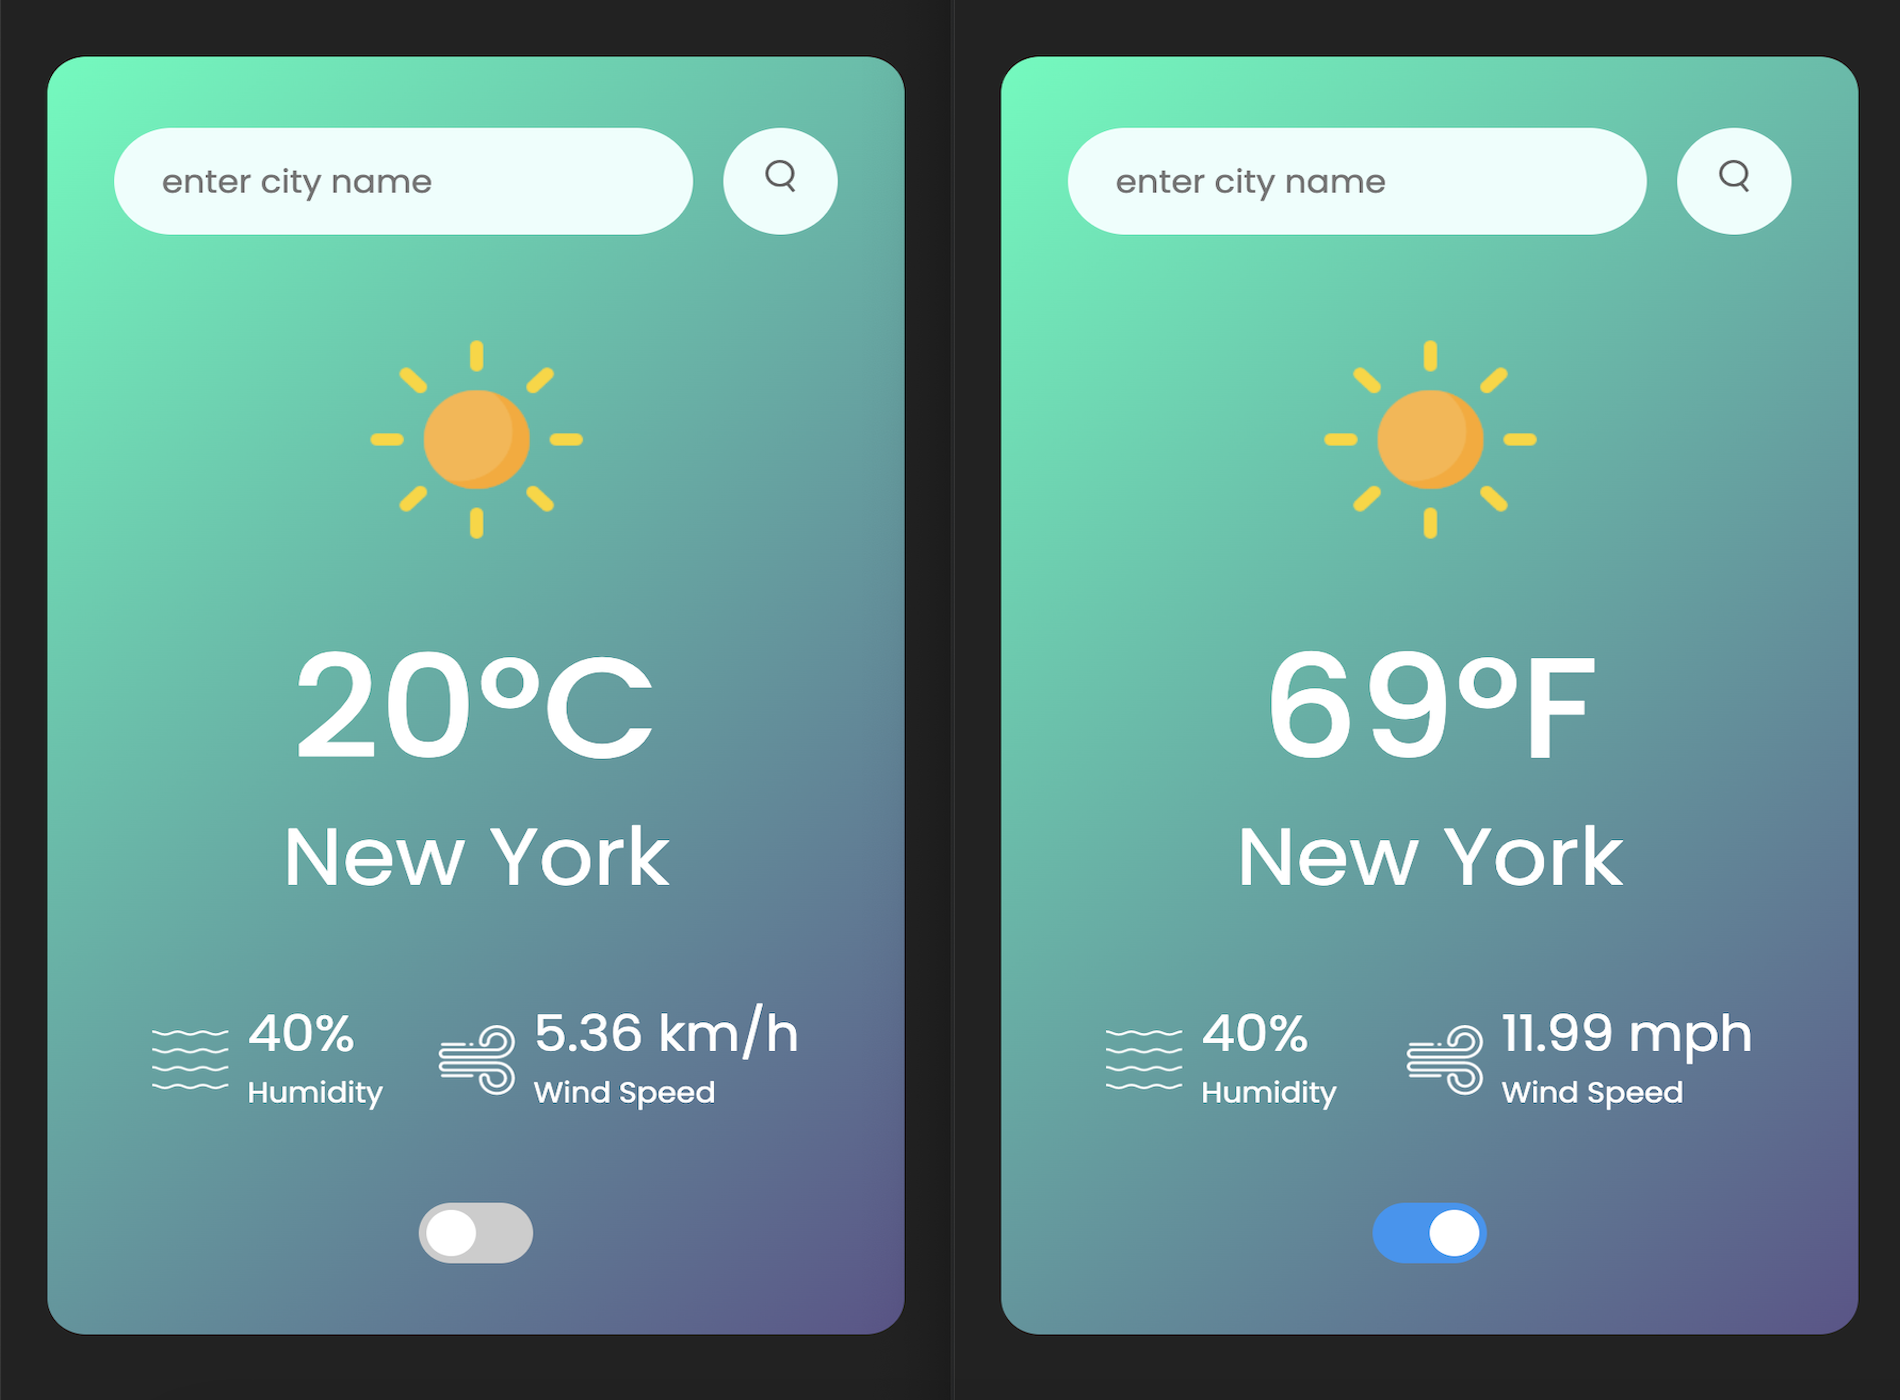 enter city name
20°C
New York
40%
Humidity
5.36 km/h
Wind Speed
enter city name
69°F
New York
40%
Humidity
11.99 mph
Wind Speed